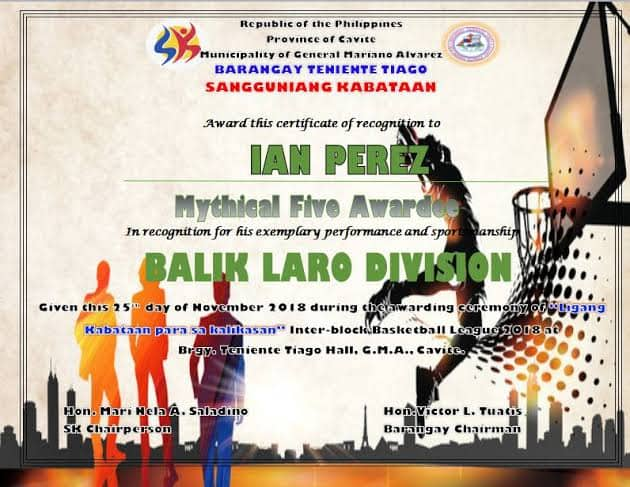 Republic of the Philippines
Province of Cavite
Municipality of General Mariano Alvarez
BARANGAY TENIENTE TIAGO
SANGGUNIANG KABATAAN
Award this certificate of recognition to
IAN PEREZ
Mythical Five Awardee
In recognition for his exemplary performance and sportsmanship
BALIK LARO DIVISION
Given this 25th day of November 2018 during the awarding ceremony of "Ligang
Kabataan para sa kalikasan" Inter-block Basketball League 2018 at
Brgy. Teniente Tiago Hall, G.M.A., Cavite.
Hon. Mari Nela A. Saladino
SK Chairperson
Hon. Victor L. Tuatis
Barangay Chairman